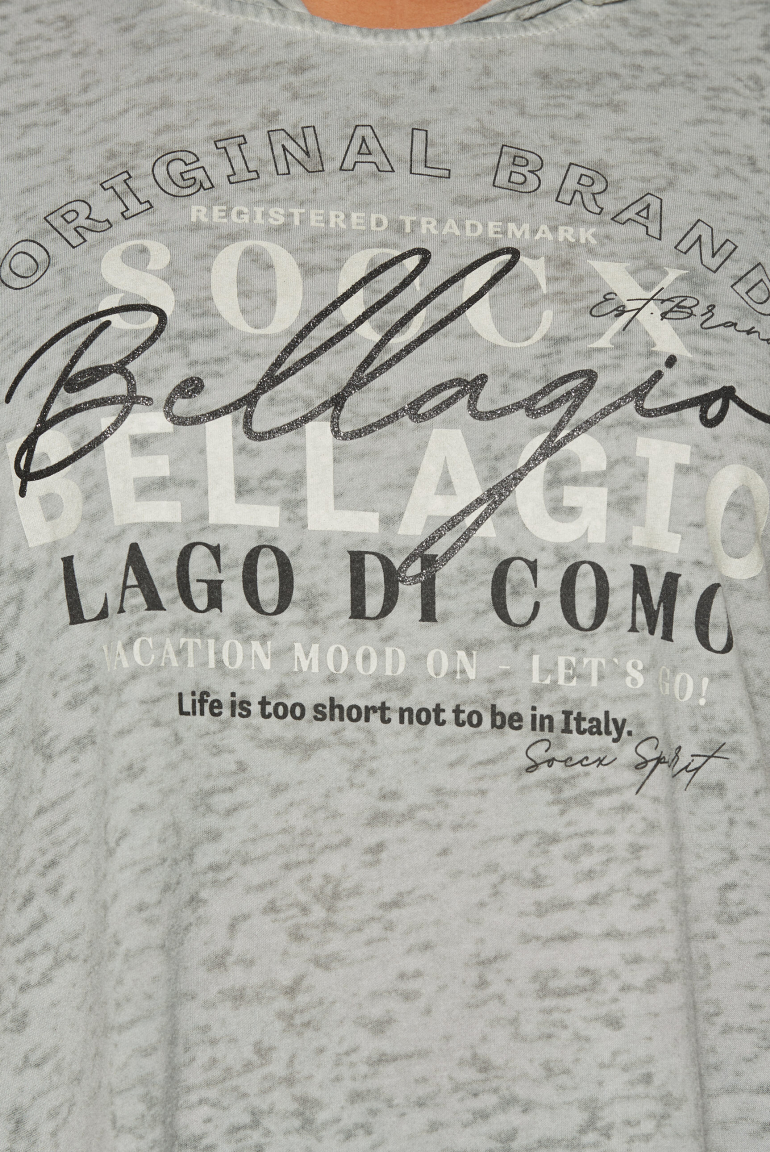 ORIGINAL BRAND
REGISTERED TRADEMARK
SOCCX
Est. Brand
Bellagio
BELLAGIO
LAGO DI COMO
VACATION MOOD ON - LET`S GO!
Life is too short not to be in Italy.
Soccx Sprit